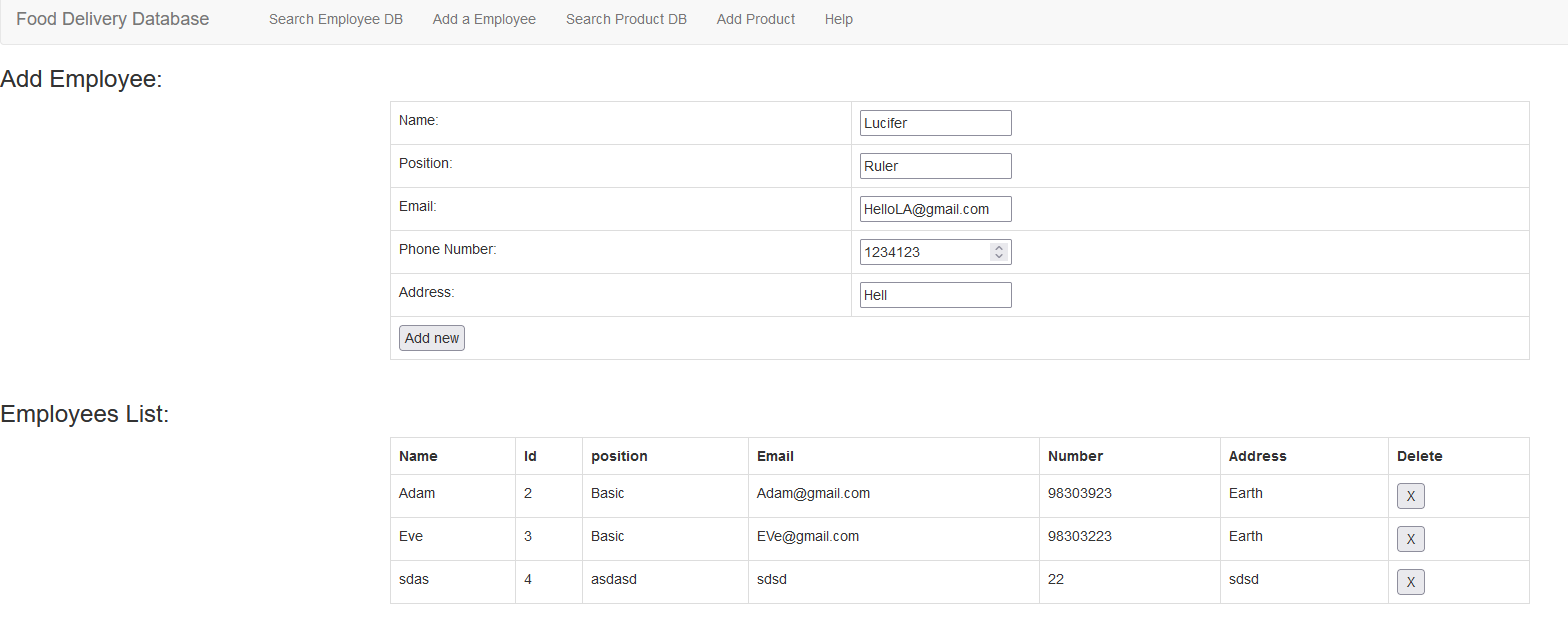 Food Delivery Database Search Employee DB Add a Employee Search Product DB Add Product Help
Add Employee:
Name: Lucifer
Position: Ruler
Email: HelloLA@gmail.com
Phone Number: 1234123
Address: Hell
Add new
Employees List:
Name Id position Email Number Address Delete
Adam 2 Basic Adam@gmail.com 98303923 Earth X
Eve 3 Basic EVe@gmail.com 98303223 Earth X
sdas 4 asdasd sdsd 22 sdsd X